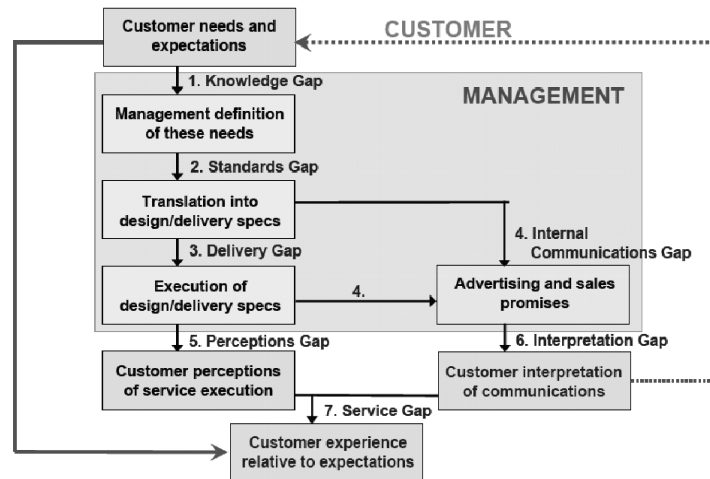 Customer needs and
expectations
CUSTOMER
1. Knowledge Gap
MANAGEMENT
Management definition
of these needs
2. Standards Gap
Translation into
design/delivery specs
3. Delivery Gap
4. Internal
Communications Gap
Execution of
design/delivery specs
4.
Advertising and sales
promises
5. Perceptions Gap
6. Interpretation Gap
Customer perceptions
of service execution
Customer interpretation
of communications
7. Service Gap
Customer experience
relative to expectations